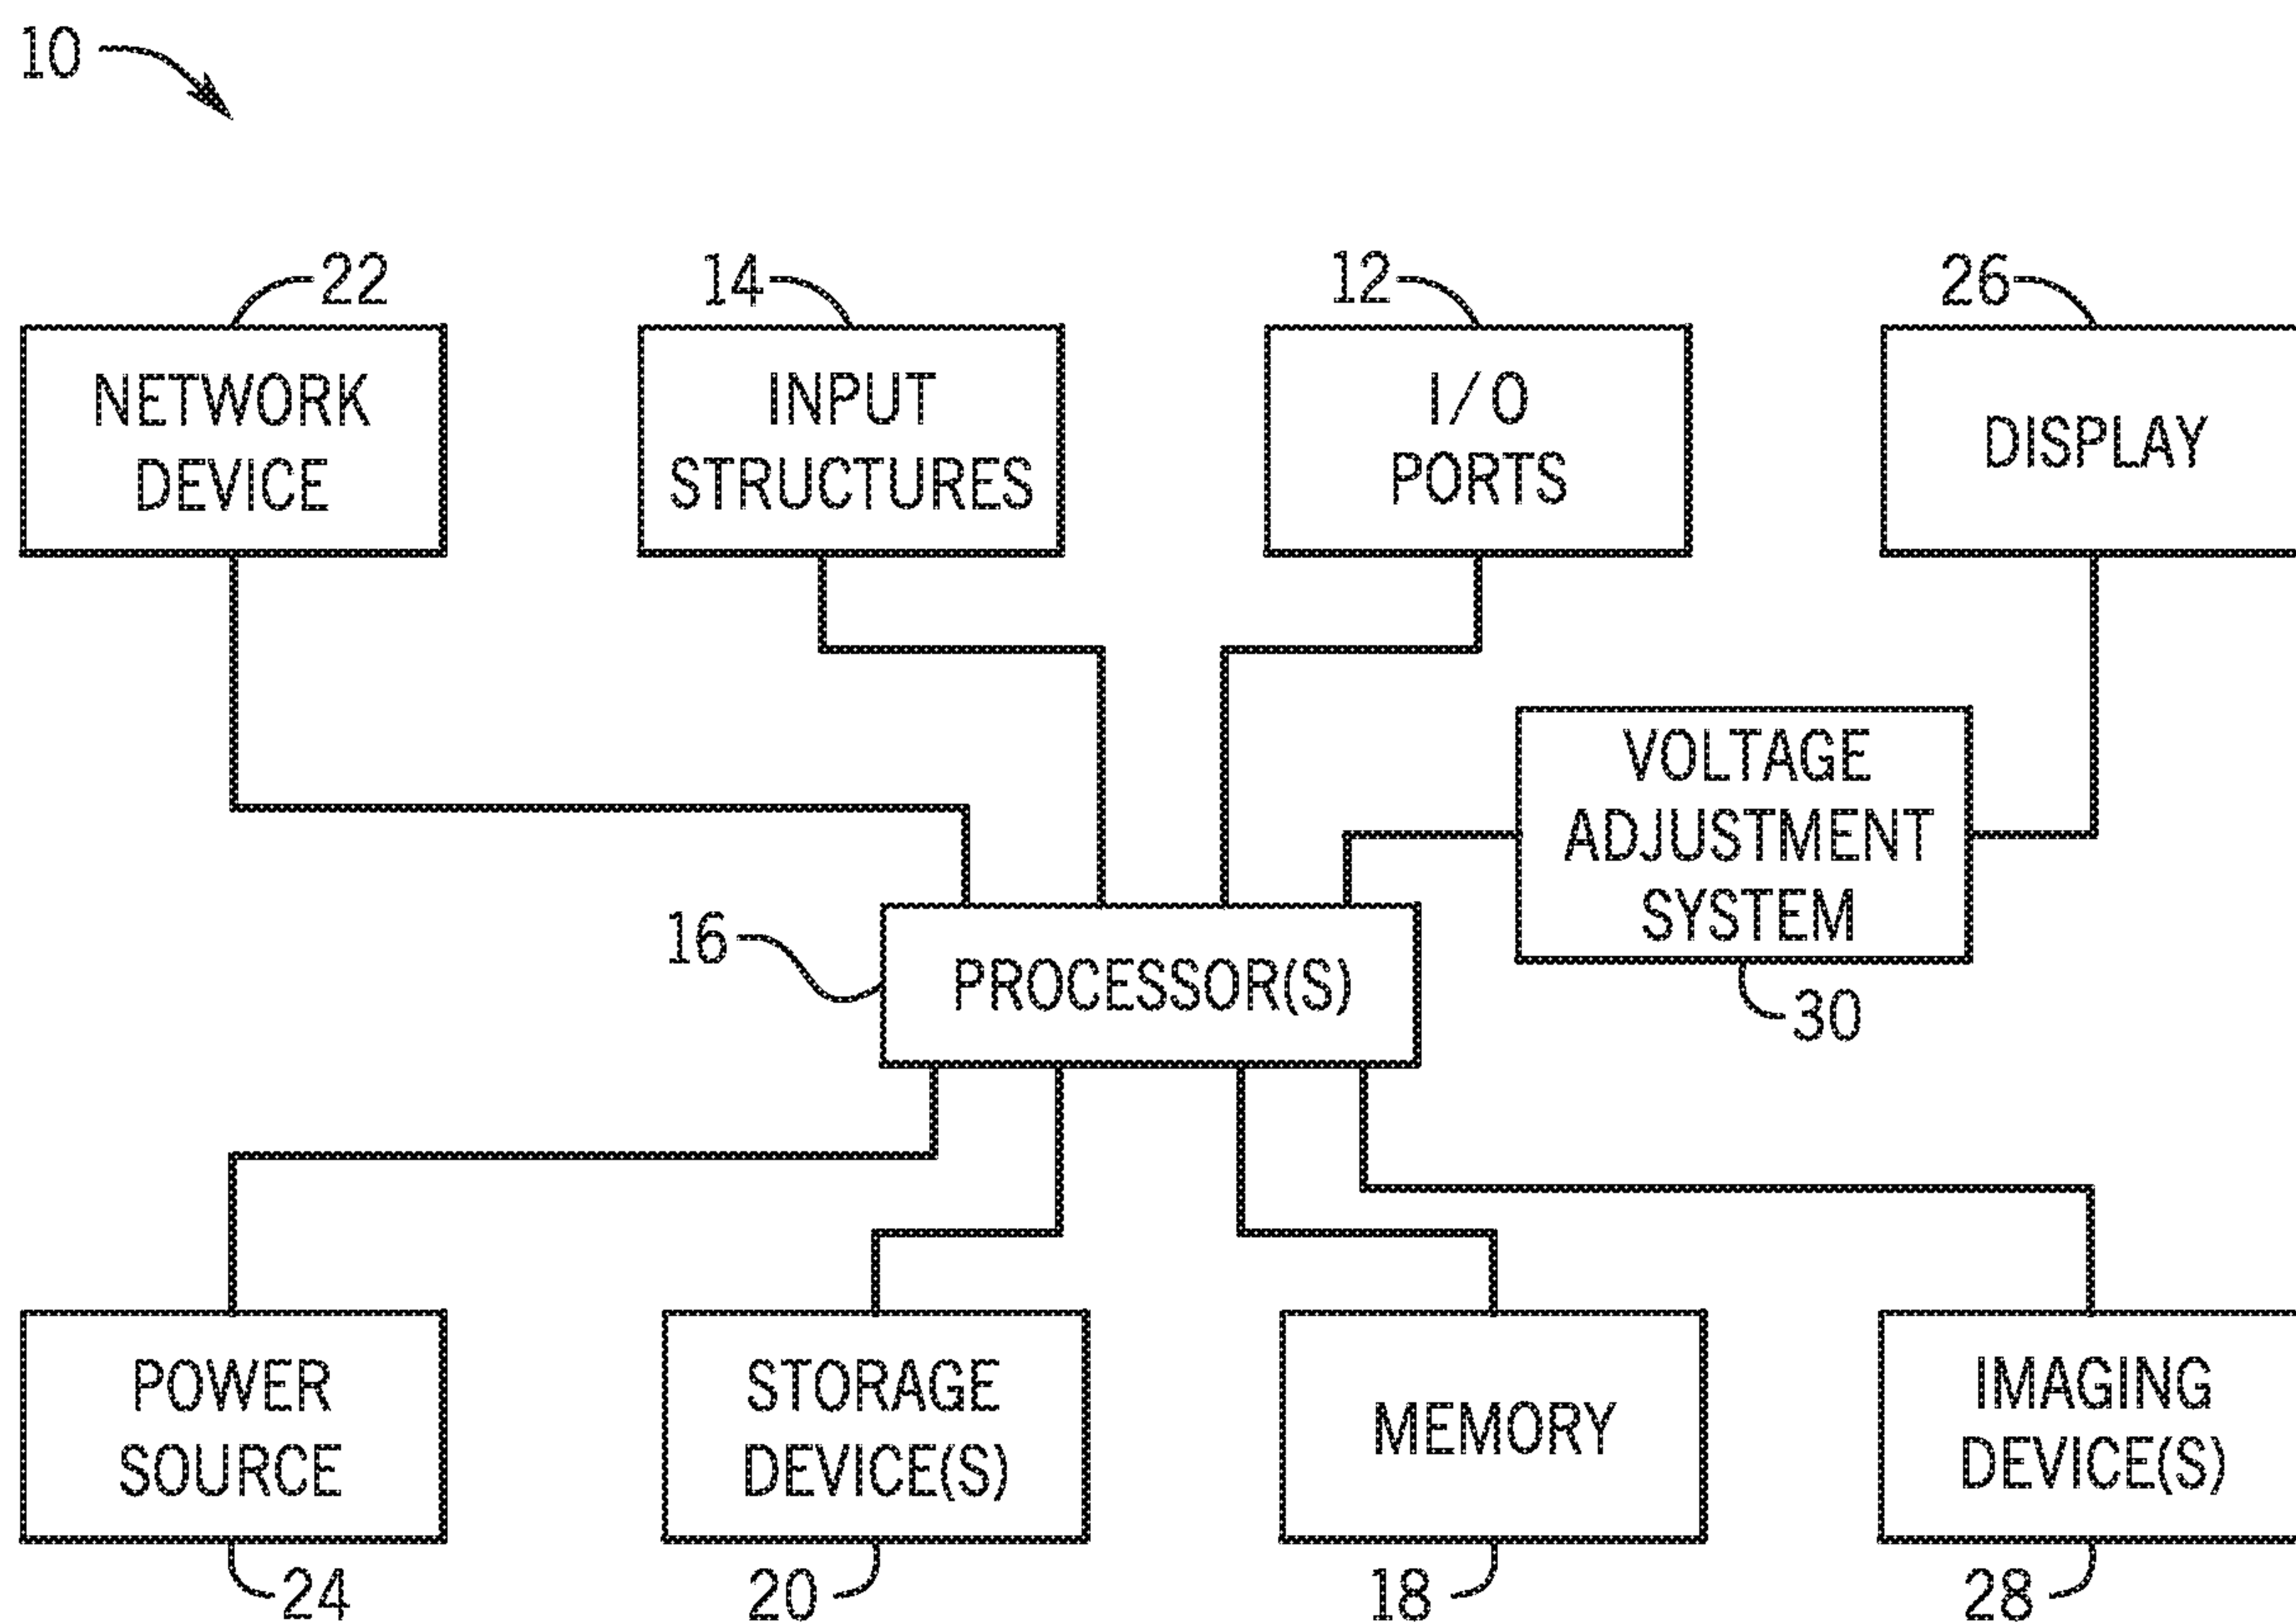 10
22
14
12
26
NETWORK
DEVICE
INPUT
STRUCTURES
I/O
PORTS
DISPLAY
VOLTAGE
ADJUSTMENT
SYSTEM
30
16
PROCESSOR(S)
POWER
SOURCE
STORAGE
DEVICE(S)
MEMORY
IMAGING
DEVICE(S)
24
20
18
28